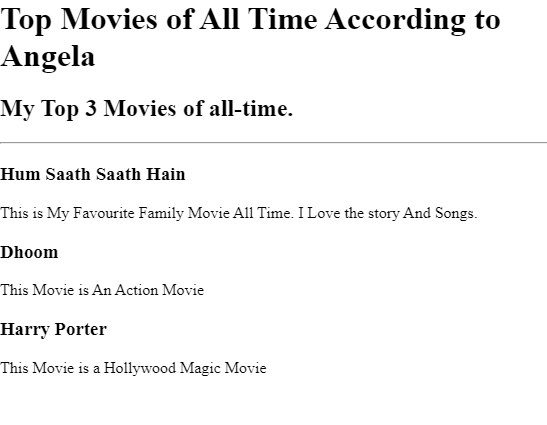 Top Movies of All Time According to
Angela
My Top 3 Movies of all-time.
Hum Saath Saath Hain
This is My Favourite Family Movie All Time. I Love the story And Songs.
Dhoom
This Movie is An Action Movie
Harry Porter
This Movie is a Hollywood Magic Movie